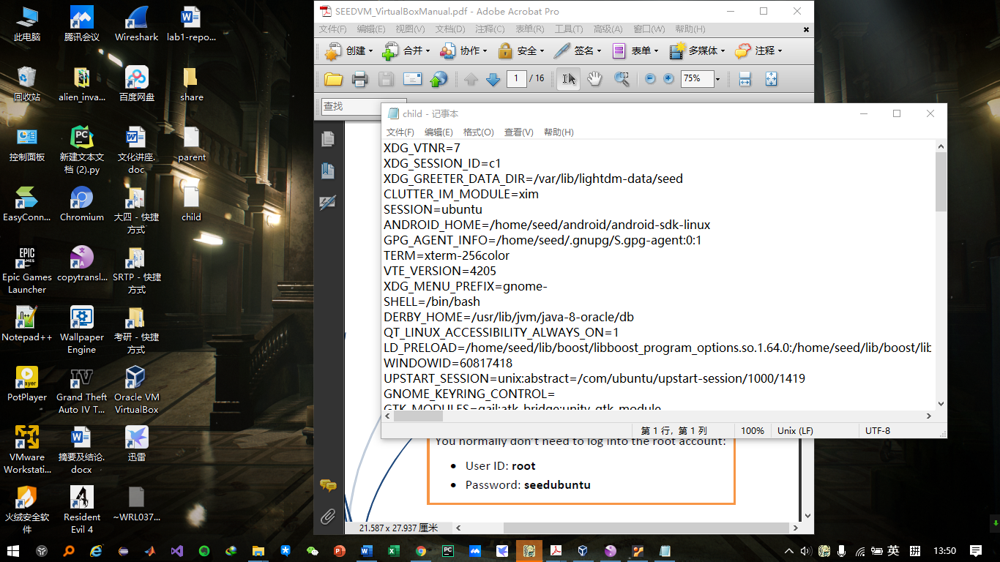 此电脑
腾讯会议
Wireshark
lab1-repo...
回收站
alien_inva...
百度网盘
share
控制面板
新建文本文
档 (2).py
文化讲座.
doc
parent
EasyConn...
Chromium
大四 - 快捷
方式
child
Epic Games
Launcher
copytransl...
SRTP - 快捷
方式
Notepad++
Wallpaper
Engine
考研 - 快捷
方式
PotPlayer
Grand Theft
Auto IV T...
Oracle VM
VirtualBox
VMware
Workstati...
摘要及结论.
docx
迅雷
火绒安全软
件
Resident
Evil 4
~WRL037...
SEEDVM_VirtualBoxManual.pdf - Adobe Acrobat Pro
文件(F) 编辑(E) 视图(V) 文档(D) 注释(C) 表单(R) 工具(T) 高级(A) 窗口(W) 帮助(H)
创建 合并 协作 安全 签名 表单 多媒体 注释
1 / 16 75%
查找
child - 记事本
文件(F) 编辑(E) 格式(O) 查看(V) 帮助(H)
XDG_VTNR=7
XDG_SESSION_ID=c1
XDG_GREETER_DATA_DIR=/var/lib/lightdm-data/seed
CLUTTER_IM_MODULE=xim
SESSION=ubuntu
ANDROID_HOME=/home/seed/android/android-sdk-linux
GPG_AGENT_INFO=/home/seed/.gnupg/S.gpg-agent:0:1
TERM=xterm-256color
VTE_VERSION=4205
XDG_MENU_PREFIX=gnome-
SHELL=/bin/bash
DERBY_HOME=/usr/lib/jvm/java-8-oracle/db
QT_LINUX_ACCESSIBILITY_ALWAYS_ON=1
LD_PRELOAD=/home/seed/lib/boost/libboost_program_options.so.1.64.0:/home/seed/lib/boost/lib
WINDOWID=60817418
UPSTART_SESSION=unix:abstract=/com/ubuntu/upstart-session/1000/1419
GNOME_KEYRING_CONTROL=
GTK_MODULES=gail:atk-bridge:unity-gtk-module
第 1 行，第 1 列 100% Unix (LF) UTF-8
You normally don't need to log into the root account:
• User ID: root
• Password: seedubuntu
21.587 x 27.937 厘米
英 拼 13:50